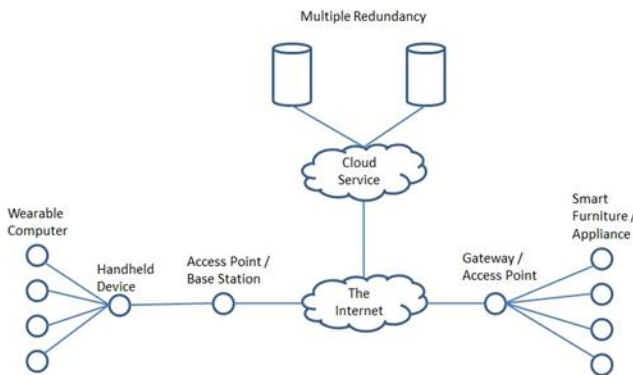 Multiple Redundancy
Cloud
Service
Wearable
Computer
Handheld
Device
Access Point /
Base Station
The
Internet
Gateway /
Access Point
Smart
Furniture /
Appliance